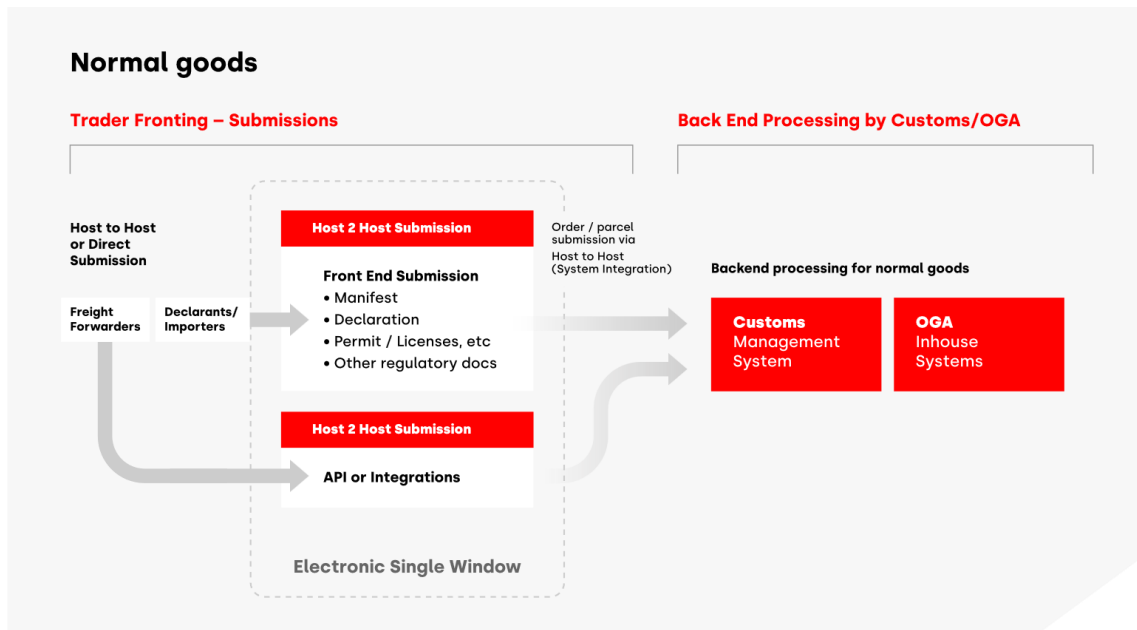 Normal goods
Trader Fronting – Submissions
Back End Processing by Customs/OGA
Host to Host
or Direct
Submission
Freight
Forwarders
Declarants/
Importers
Host 2 Host Submission
Front End Submission
• Manifest
• Declaration
• Permit / Licenses, etc
• Other regulatory docs
Host 2 Host Submission
API or Integrations
Electronic Single Window
Order / parcel
submission via
Host to Host
(System Integration)
Backend processing for normal goods
Customs
Management
System
OGA
Inhouse
Systems